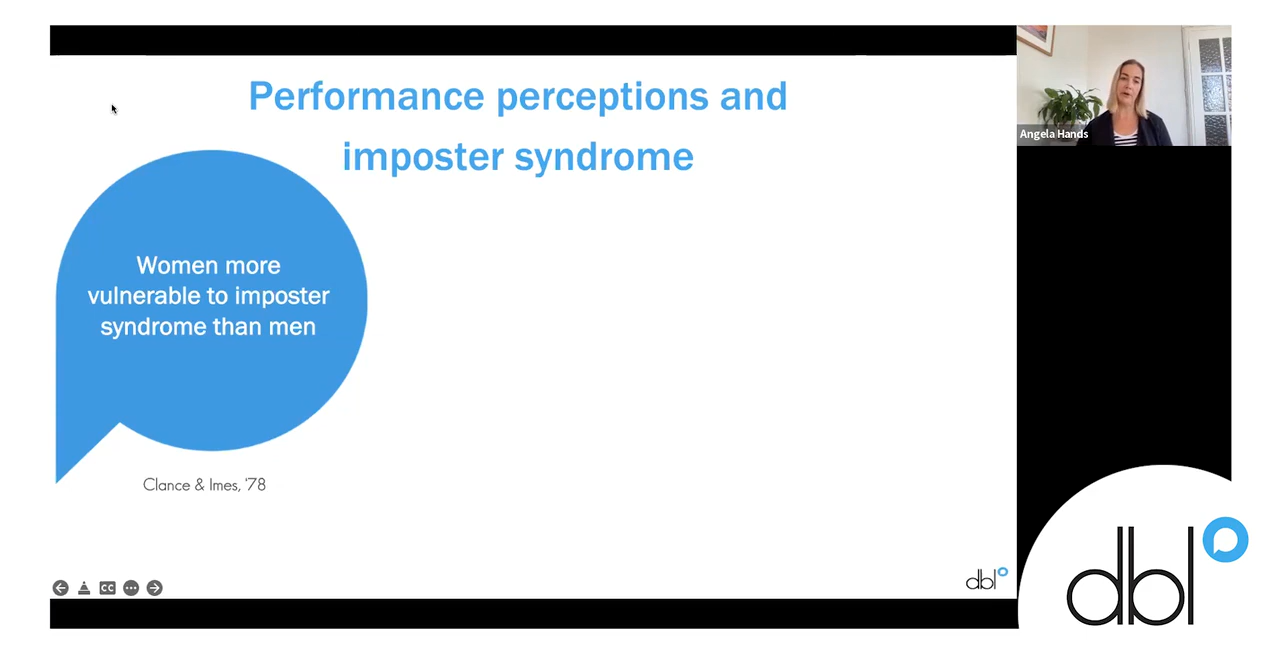 Performance perceptions and
imposter syndrome
Angela Hands
Women more
vulnerable to imposter
syndrome than men
Clance & Imes, '78
CC
dbl
dbl